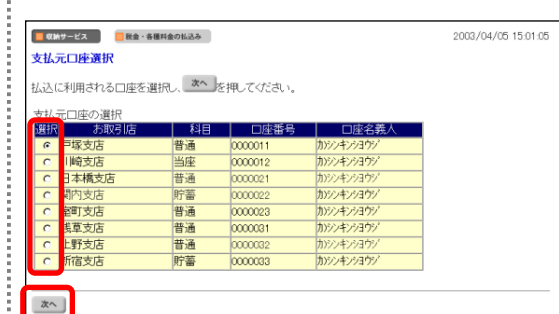 収納サービス 税金・各種料金の払込み 2003/04/05 15:01:05
支払元口座選択
払込に利用される口座を選択し、 次へ を押してください。
支払元口座の選択
選択 お取引店 科目 口座番号 口座名義人
戸塚支店 普通 0000011 カ)シンキンシヨウジ
川崎支店 当座 0000012 カ)シンキンシヨウジ
日本橋支店 普通 0000021 カ)シンキンシヨウジ
関内支店 貯蓄 0000022 カ)シンキンシヨウジ
室町支店 普通 0000023 カ)シンキンシヨウジ
浅草支店 普通 0000031 カ)シンキンシヨウジ
上野支店 普通 0000032 カ)シンキンシヨウジ
新宿支店 貯蓄 0000033 カ)シンキンシヨウジ
次へ